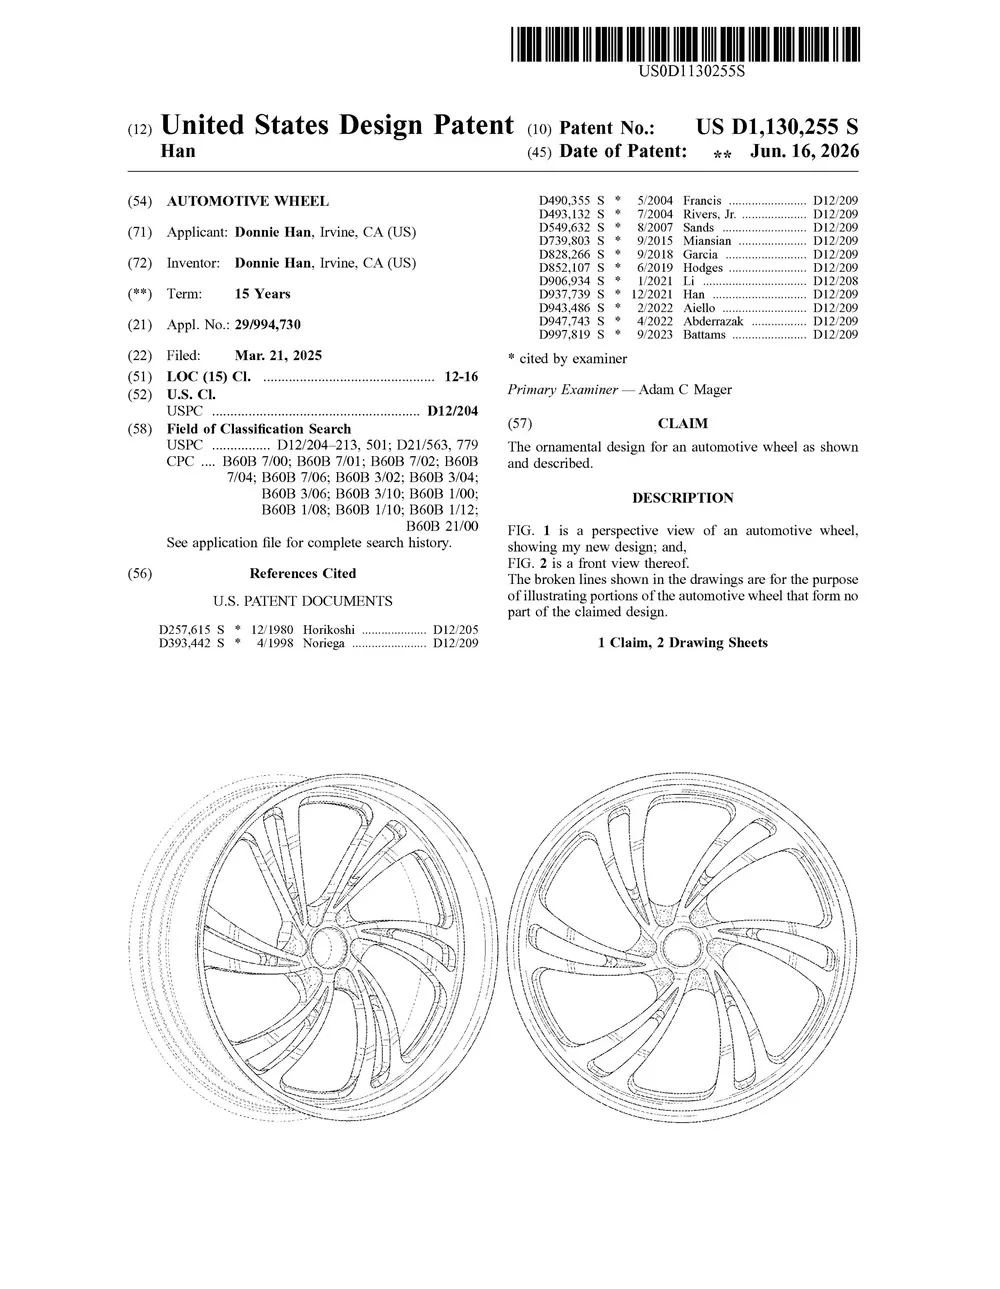 US0D1130255S
(12) United States Design Patent
Han
(10) Patent No.: US D1,130,255 S
(45) Date of Patent: ** Jun. 16, 2026
(54) AUTOMOTIVE WHEEL
(71) Applicant: Donnie Han, Irvine, CA (US)
(72) Inventor: Donnie Han, Irvine, CA (US)
(**) Term: 15 Years
(21) Appl. No.: 29/994,730
(22) Filed: Mar. 21, 2025
(51) LOC (15) Cl. ............................................... 12-16
(52) U.S. Cl.
USPC ......................................................... D12/204
(58) Field of Classification Search
USPC ................ D12/204–213, 501; D21/563, 779
CPC .... B60B 7/00; B60B 7/01; B60B 7/02; B60B
7/04; B60B 7/06; B60B 3/02; B60B 3/04;
B60B 3/06; B60B 3/10; B60B 1/00;
B60B 1/08; B60B 1/10; B60B 1/12;
B60B 21/00
See application file for complete search history.
(56) References Cited
U.S. PATENT DOCUMENTS
D257,615 S * 12/1980 Horikoshi .................... D12/205
D393,442 S * 4/1998 Noriega ....................... D12/209
D490,355 S * 5/2004 Francis ........................ D12/209
D493,132 S * 7/2004 Rivers, Jr. .................... D12/209
D549,632 S * 8/2007 Sands .......................... D12/209
D739,803 S * 9/2015 Miansian ..................... D12/209
D828,266 S * 9/2018 Garcia ......................... D12/209
D852,107 S * 6/2019 Hodges ........................ D12/209
D906,934 S * 1/2021 Li ................................ D12/208
D937,739 S * 12/2021 Han ............................. D12/209
D943,486 S * 2/2022 Aiello .......................... D12/209
D947,743 S * 4/2022 Abderrazak ................. D12/209
D997,819 S * 9/2023 Battams ....................... D12/209
* cited by examiner
Primary Examiner — Adam C Mager
(57) CLAIM
The ornamental design for an automotive wheel as shown
and described.
DESCRIPTION
FIG. 1 is a perspective view of an automotive wheel,
showing my new design; and,
FIG. 2 is a front view thereof.
The broken lines shown in the drawings are for the purpose
of illustrating portions of the automotive wheel that form no
part of the claimed design.
1 Claim, 2 Drawing Sheets